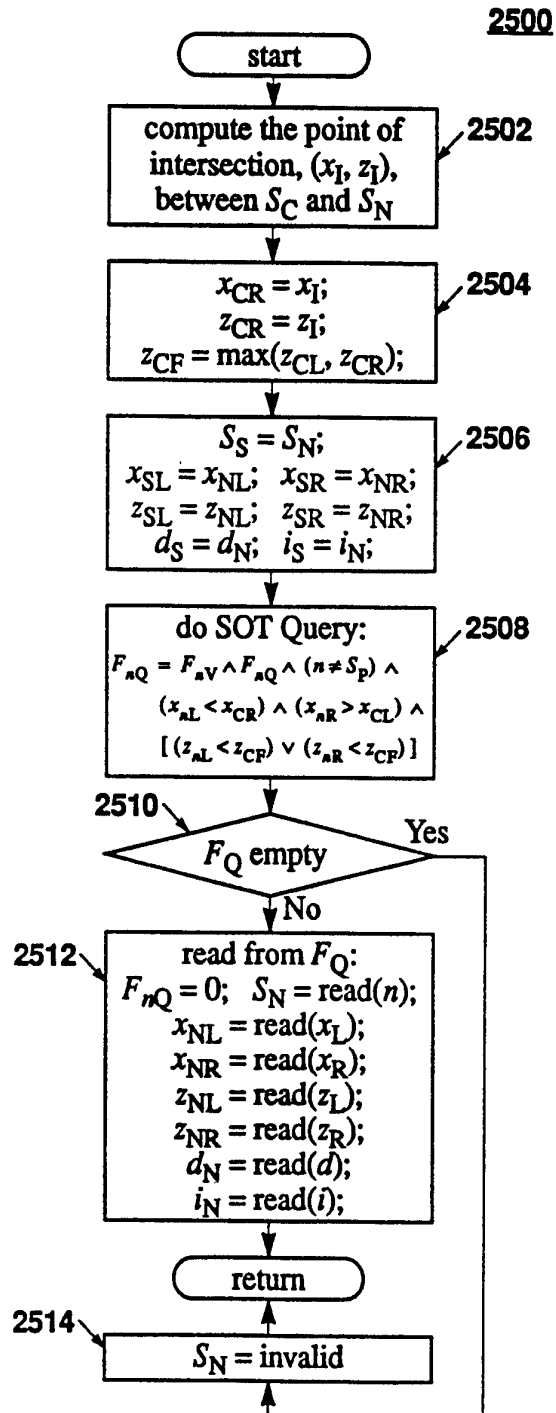 2500
start
compute the point of
intersection, (x_I, z_I),
between S_C and S_N
2502
x_CR = x_I;
z_CR = z_I;
z_CF = max(z_CL, z_CR);
2504
S_S = S_N;
x_SL = x_NL; x_SR = x_NR;
z_SL = z_NL; z_SR = z_NR;
d_S = d_N; i_S = i_N;
2506
do SOT Query:
F_nQ = F_nV ∧ F_nQ ∧ (n ≠ S_P) ∧
(x_nL < x_CR) ∧ (x_nR > x_CL) ∧
[(z_nL < z_CF) ∨ (z_nR < z_CF)]
2508
2510
F_Q empty
Yes
No
2512
read from F_Q:
F_nQ = 0; S_N = read(n);
x_NL = read(x_L);
x_NR = read(x_R);
z_NL = read(z_L);
z_NR = read(z_R);
d_N = read(d);
i_N = read(i);
return
2514
S_N = invalid